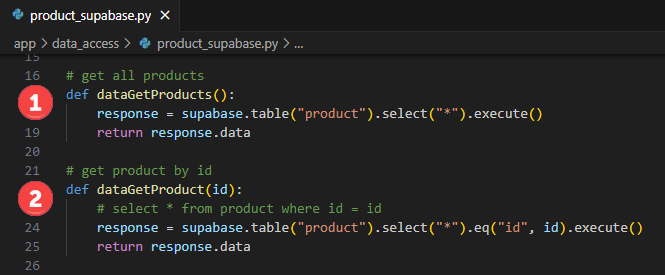 product_supabase.py ×
app > data_access > product_supabase.py > ...
15
16 # get all products
1 def dataGetProducts():
18 response = supabase.table("product").select("*").execute()
19 return response.data
20
21 # get product by id
2 def dataGetProduct(id):
# select * from product where id = id
24 response = supabase.table("product").select("*").eq("id", id).execute()
25 return response.data
26